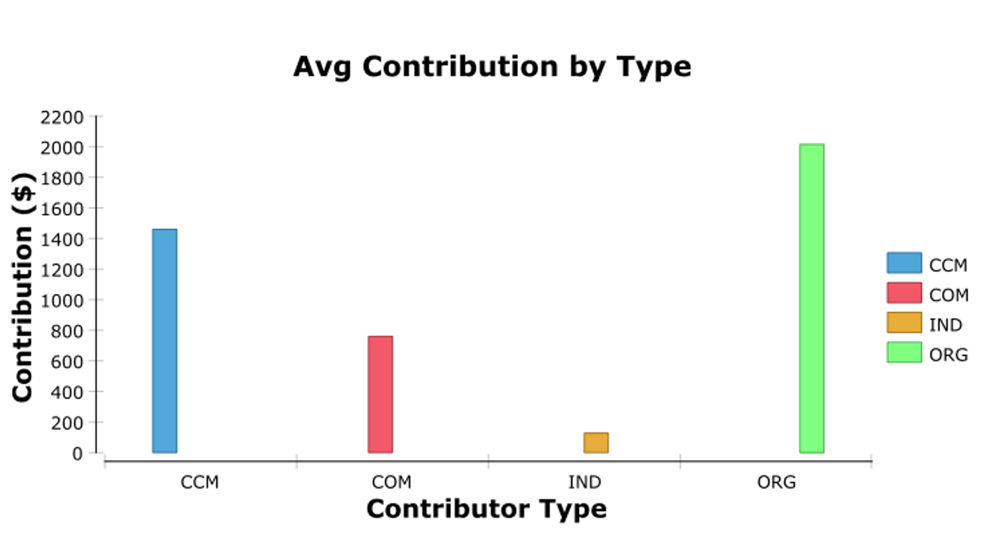 Avg Contribution by Type
Contribution ($)
2200
2000
1800
1600
1400
1200
1000
800
600
400
200
0
CCM COM IND ORG
Contributor Type
CCM
COM
IND
ORG